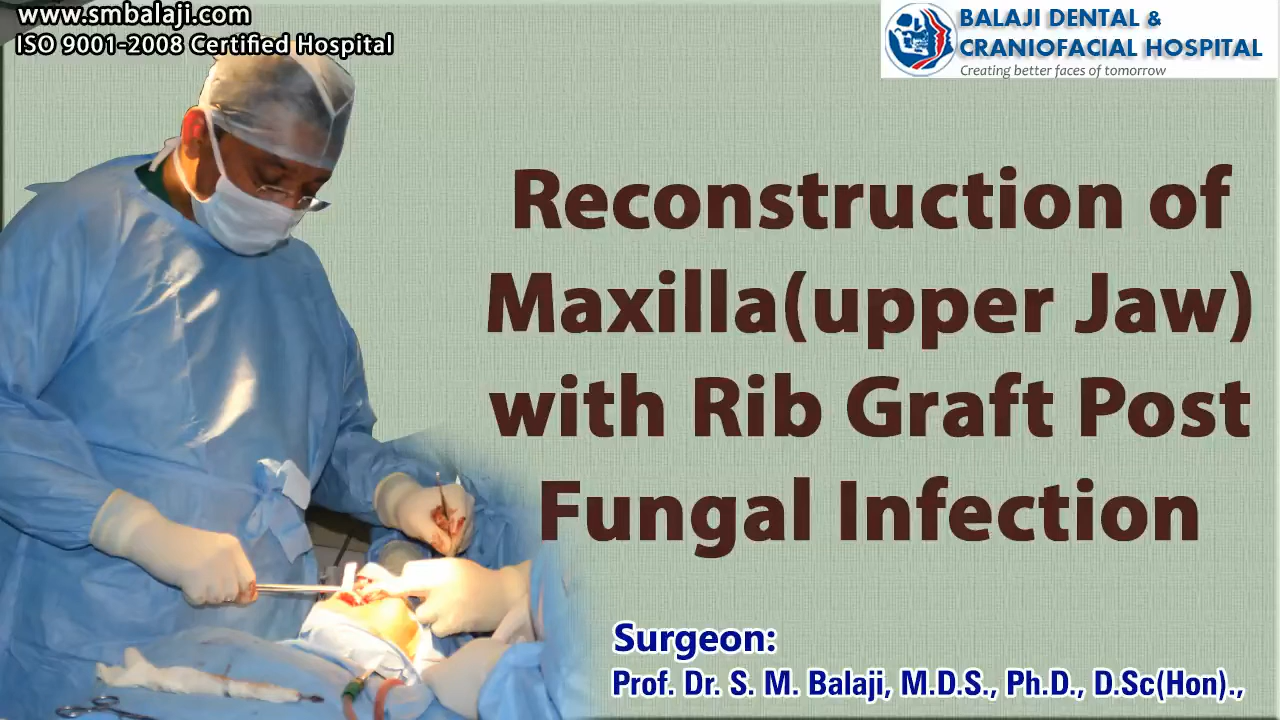 www.smbalaji.com
ISO 9001-2008 Certified Hospital
BALAJI DENTAL &
CRANIOFACIAL HOSPITAL
Creating better faces of tomorrow
Reconstruction of
Maxilla(upper Jaw)
with Rib Graft Post
Fungal Infection
Surgeon:
Prof. Dr. S. M. Balaji, M.D.S., Ph.D., D.Sc(Hon).,